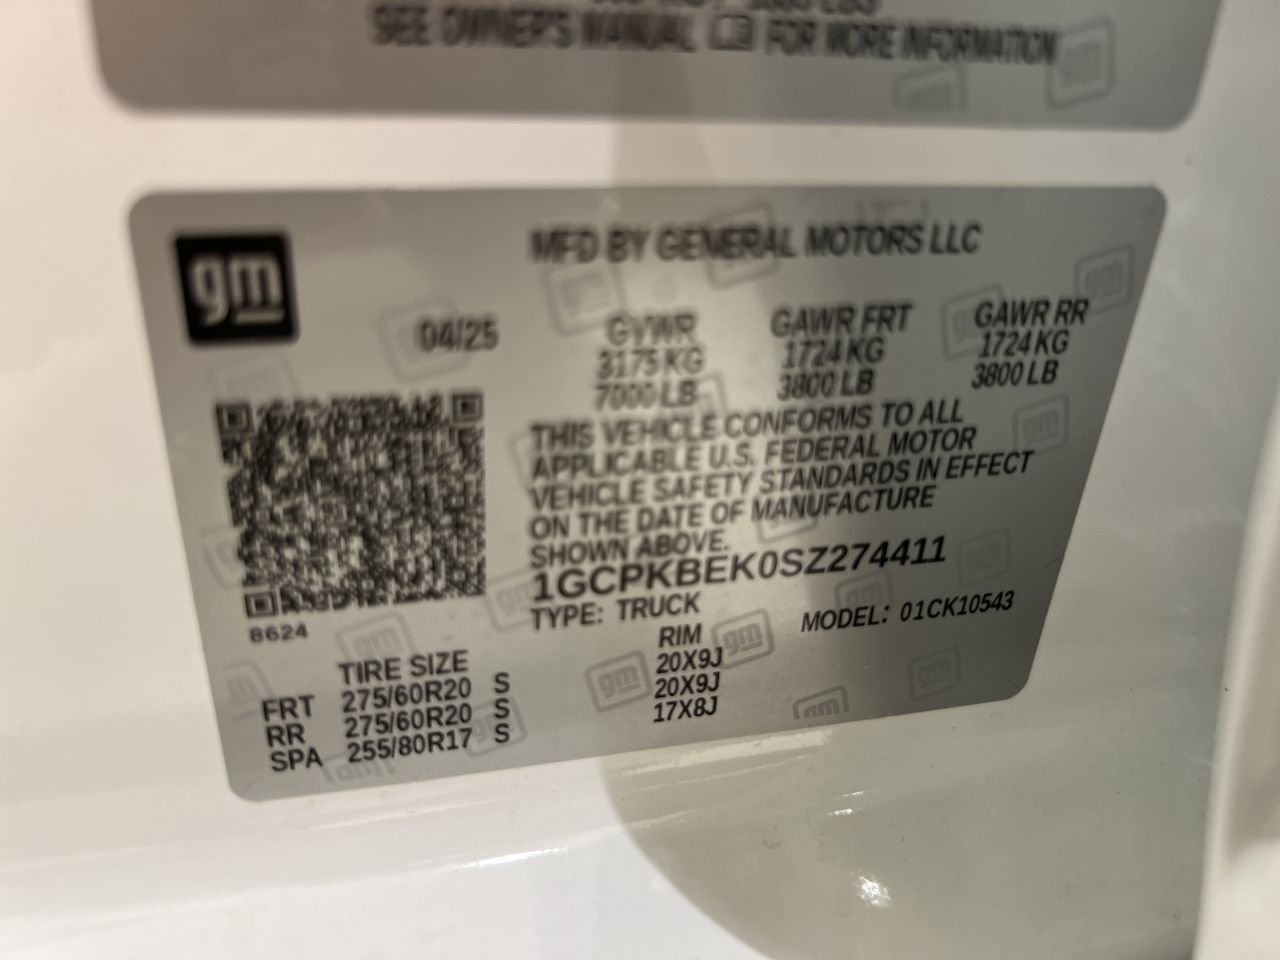 SEE OWNER'S MANUAL FOR MORE INFORMATION
gm
MFD BY GENERAL MOTORS LLC
04/25
GVWR GAWR FRT GAWR RR
3175 KG 1724 KG 1724 KG
7000 LB 3800 LB 3800 LB
THIS VEHICLE CONFORMS TO ALL
APPLICABLE U.S. FEDERAL MOTOR
VEHICLE SAFETY STANDARDS IN EFFECT
ON THE DATE OF MANUFACTURE
SHOWN ABOVE.
1GCPKBEK0SZ274411
TYPE: TRUCK MODEL: 01CK10543
8624
TIRE SIZE RIM
FRT 275/60R20 S 20X9J
RR 275/60R20 S 20X9J
SPA 255/80R17 S 17X8J